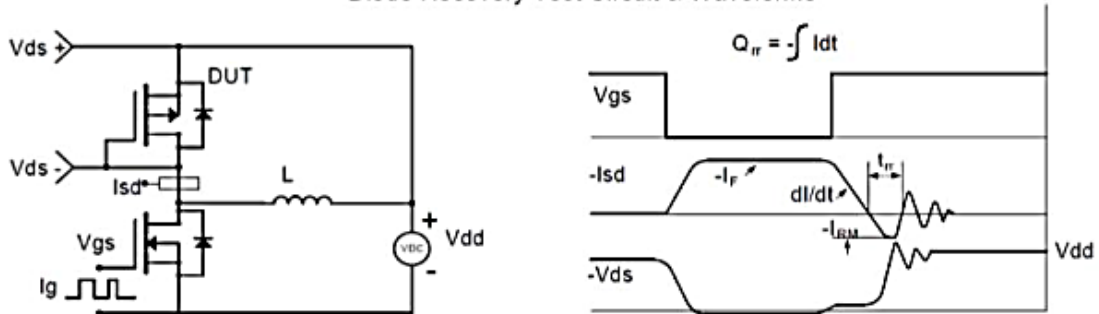 Diode Recovery Test Circuit & Waveforms
Vds +
DUT
Vds -
Isd
L
Vgs
Ig
VDC
+
-
Vdd
Qrr = -∫ Idt
Vgs
-Isd
-IF
dI/dt
trr
-IRM
Vdd
-Vds